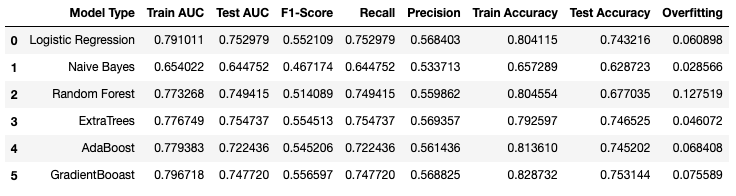 Model Type Train AUC Test AUC F1-Score Recall Precision Train Accuracy Test Accuracy Overfitting
0 Logistic Regression 0.791011 0.752979 0.552109 0.752979 0.568403 0.804115 0.743216 0.060898
1 Naive Bayes 0.654022 0.644752 0.467174 0.644752 0.533713 0.657289 0.628723 0.028566
2 Random Forest 0.773268 0.749415 0.514089 0.749415 0.559862 0.804554 0.677035 0.127519
3 ExtraTrees 0.776749 0.754737 0.554513 0.754737 0.569357 0.792597 0.746525 0.046072
4 AdaBoost 0.779383 0.722436 0.545206 0.722436 0.561436 0.813610 0.745202 0.068408
5 GradientBooast 0.796718 0.747720 0.556597 0.747720 0.568825 0.828732 0.753144 0.075589